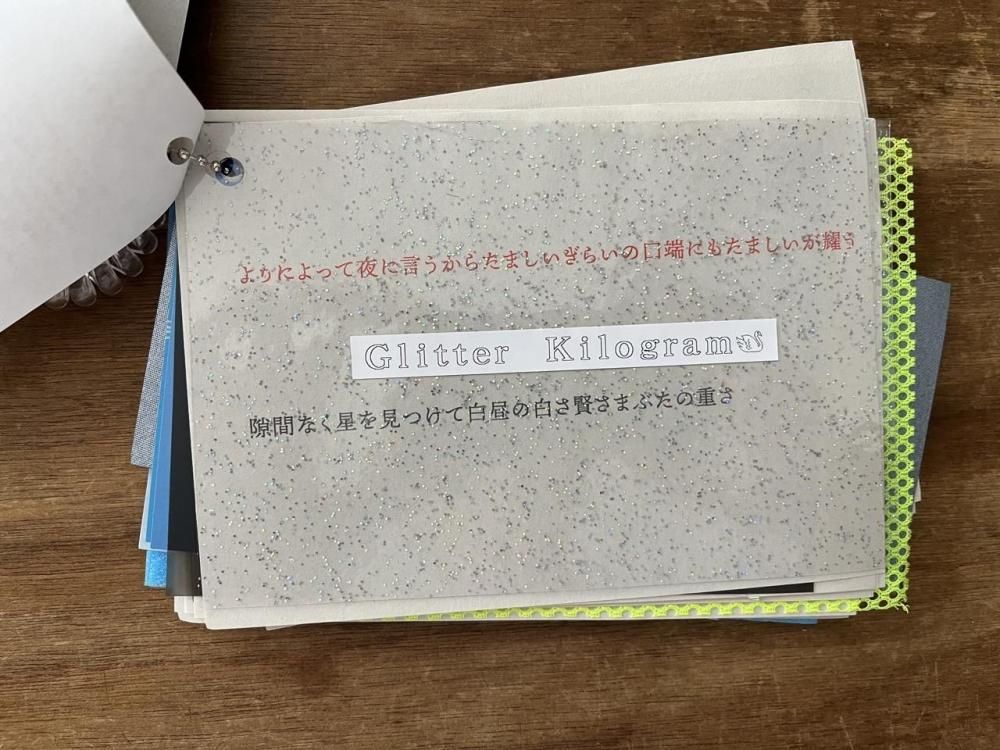 よりによって夜に言うからたましいぎらいの口端にもたましいが耀う
Glitter Kilogram
隙間なく星を見つけて白昼の白さ賢さまぶたの重さ